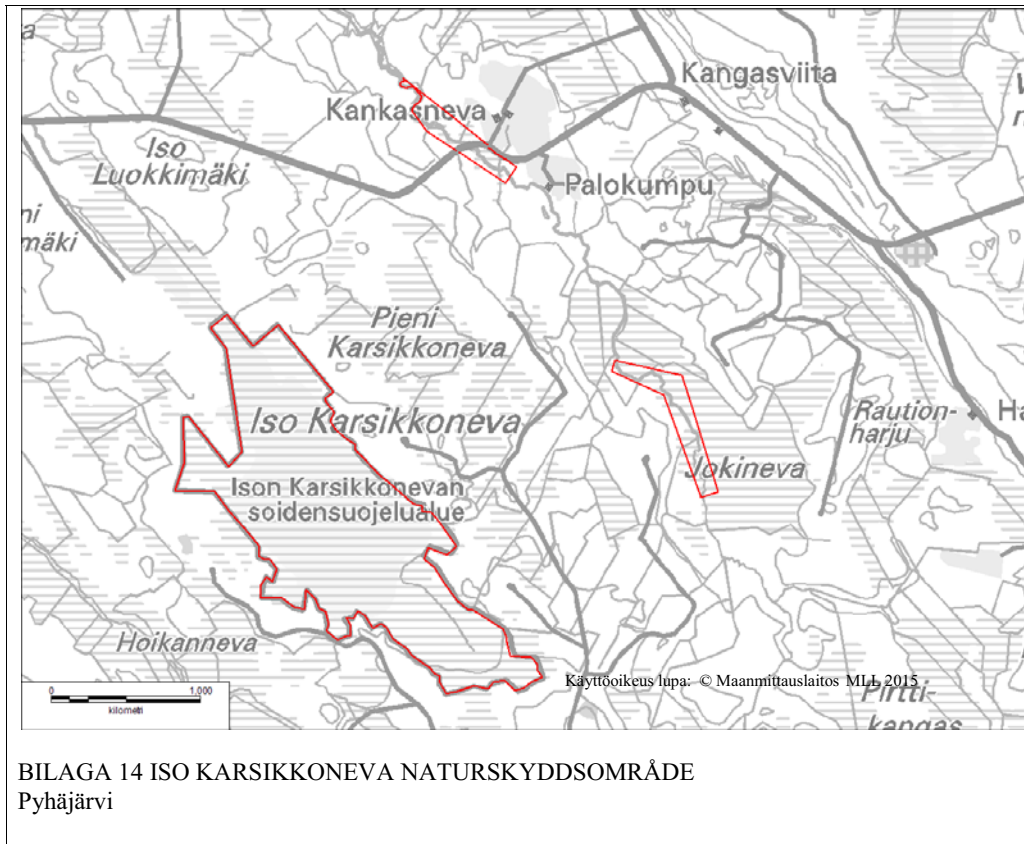 Kangasviita
Kankasneva
Iso
Luokkimäki
Palokumpu
mäki
Pieni
Karsikkoneva
Iso Karsikkoneva
Raution-
harju
Ha
Jokineva
Ison Karsikkonevan
soidensuojelualue
Hoikanneva
Käyttöoikeus lupa: © Maanmittauslaitos MLL 2015
Pirtti-
kangas
0 1,000
kilometri
BILAGA 14 ISO KARSIKKONEVA NATURSKYDDSOMRÅDE
Pyhäjärvi